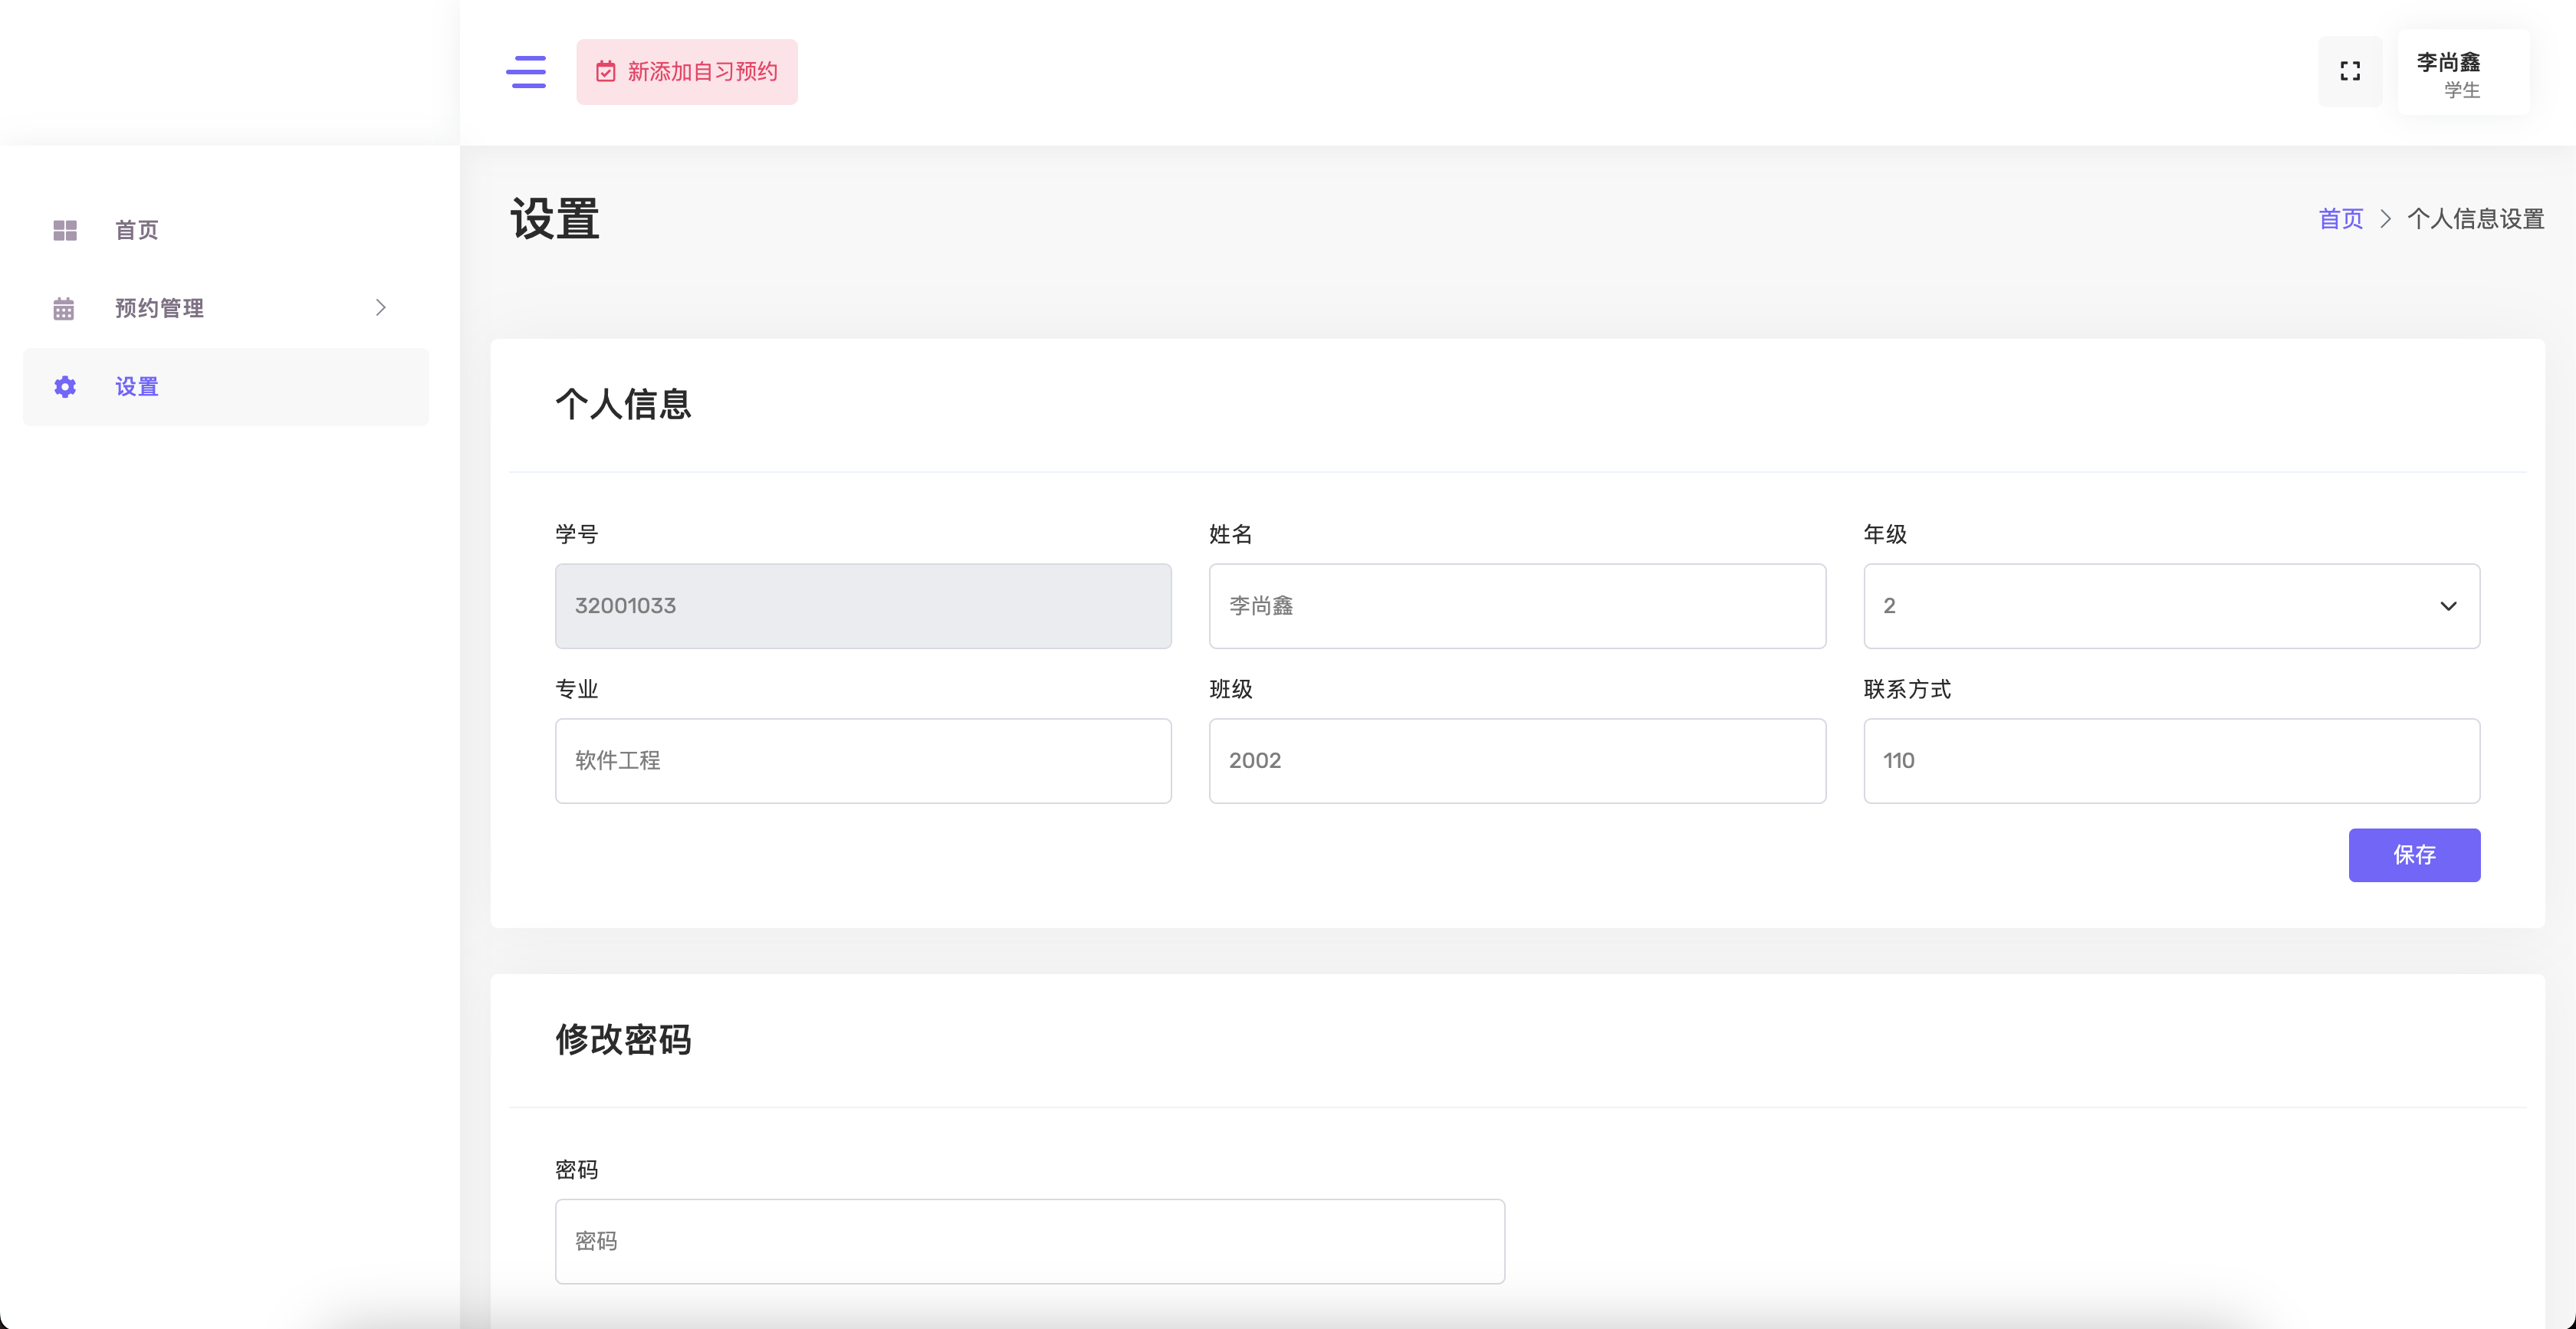 新添加自习预约
李尚鑫
学生
首页
预约管理
设置
设置
首页 > 个人信息设置
个人信息
学号 姓名 年级
32001033 李尚鑫 2
专业 班级 联系方式
软件工程 2002 110
保存
修改密码
密码
密码